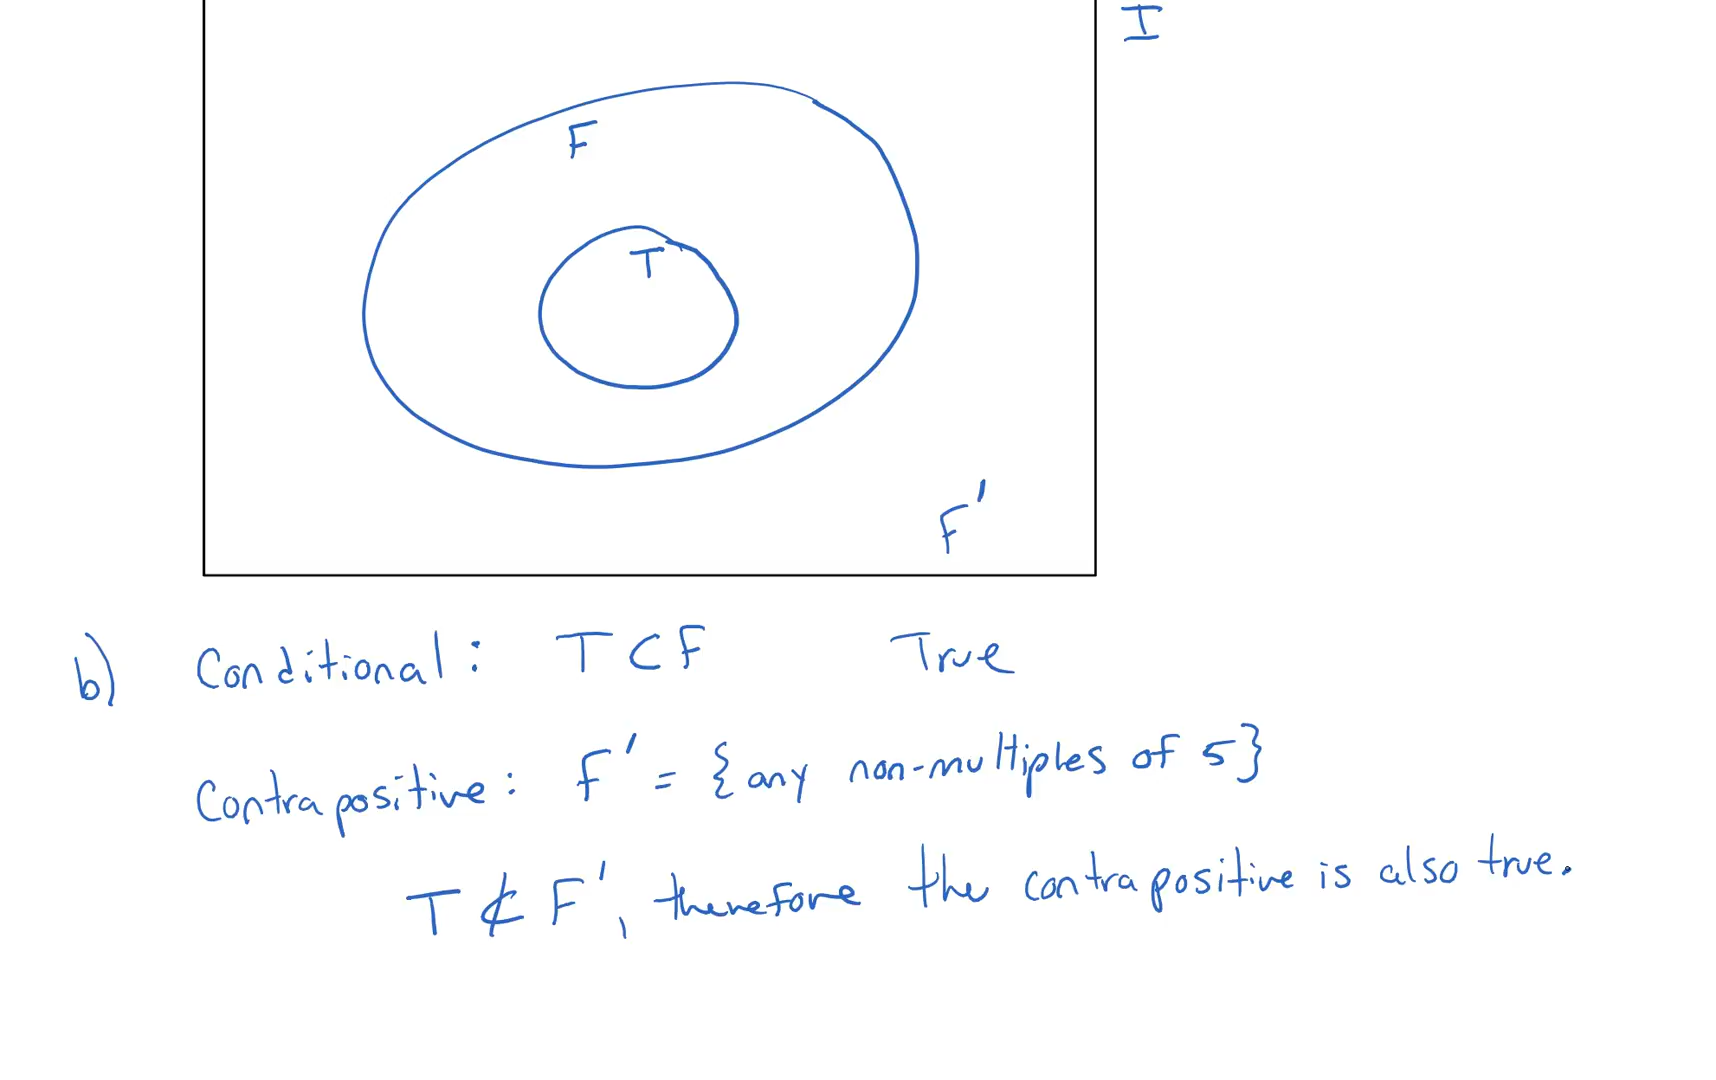 I
F
T
F'
b) Conditional: T ⊂ F True
Contrapositive: F' = {any non-multiples of 5}
T ⊄ F', therefore the contrapositive is also true.